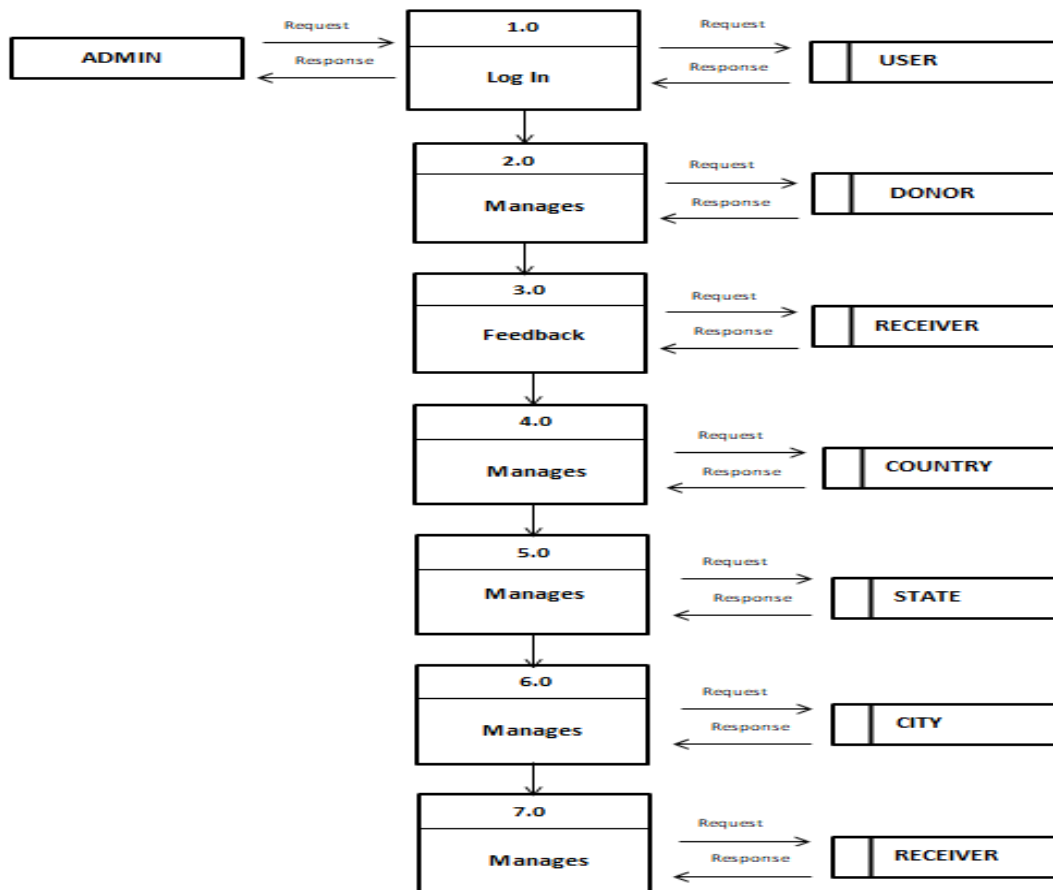 Request
1.0
Request
ADMIN
Response
Log In
Response
USER
2.0
Request
Manages
Response
DONOR
3.0
Request
Feedback
Response
RECEIVER
4.0
Request
Manages
Response
COUNTRY
5.0
Request
Manages
Response
STATE
6.0
Request
Manages
Response
CITY
7.0
Request
Manages
Response
RECEIVER